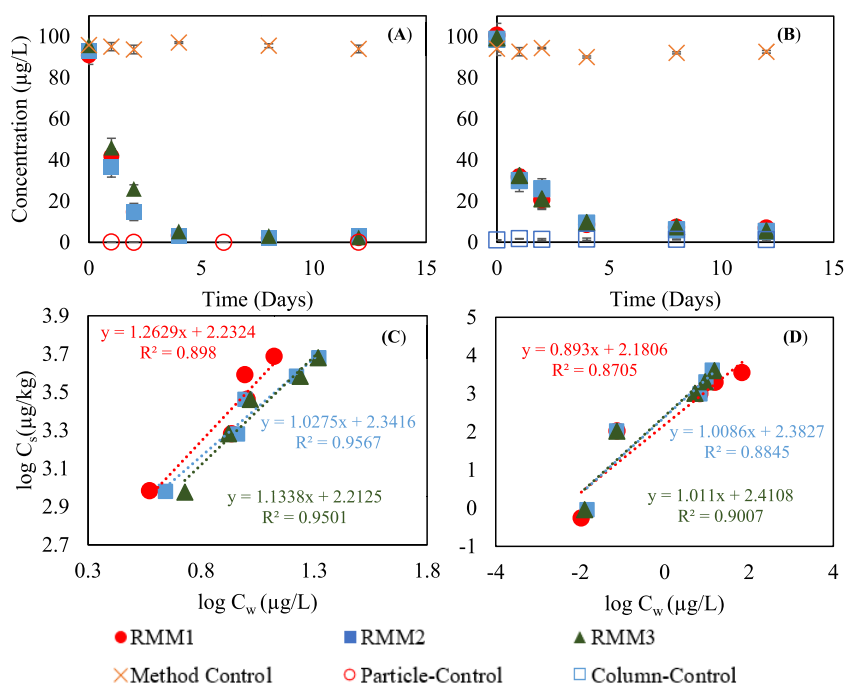 (A)
100
80
60
40
20
0
Concentration (µg/L)
0 5 10 15
Time (Days)
(B)
100
80
60
40
20
0
0 5 10 15
Time (Days)
3.9
3.6
3.3
3.0
2.7
log Cs(µg/kg)
(C)
y = 1.2629x + 2.2324
R² = 0.898
y = 1.0275x + 2.3416
R² = 0.9567
y = 1.1338x + 2.2125
R² = 0.9501
0.3 0.8 1.3 1.8
log Cw (µg/L)
5
4
3
2
1
0
-1
(D)
y = 0.893x + 2.1806
R² = 0.8705
y = 1.0086x + 2.3827
R² = 0.8845
y = 1.011x + 2.4108
R² = 0.9007
-4 -2 0 2 4
log Cw (µg/L)
RMM1 RMM2 RMM3
Method Control Particle-Control Column-Control